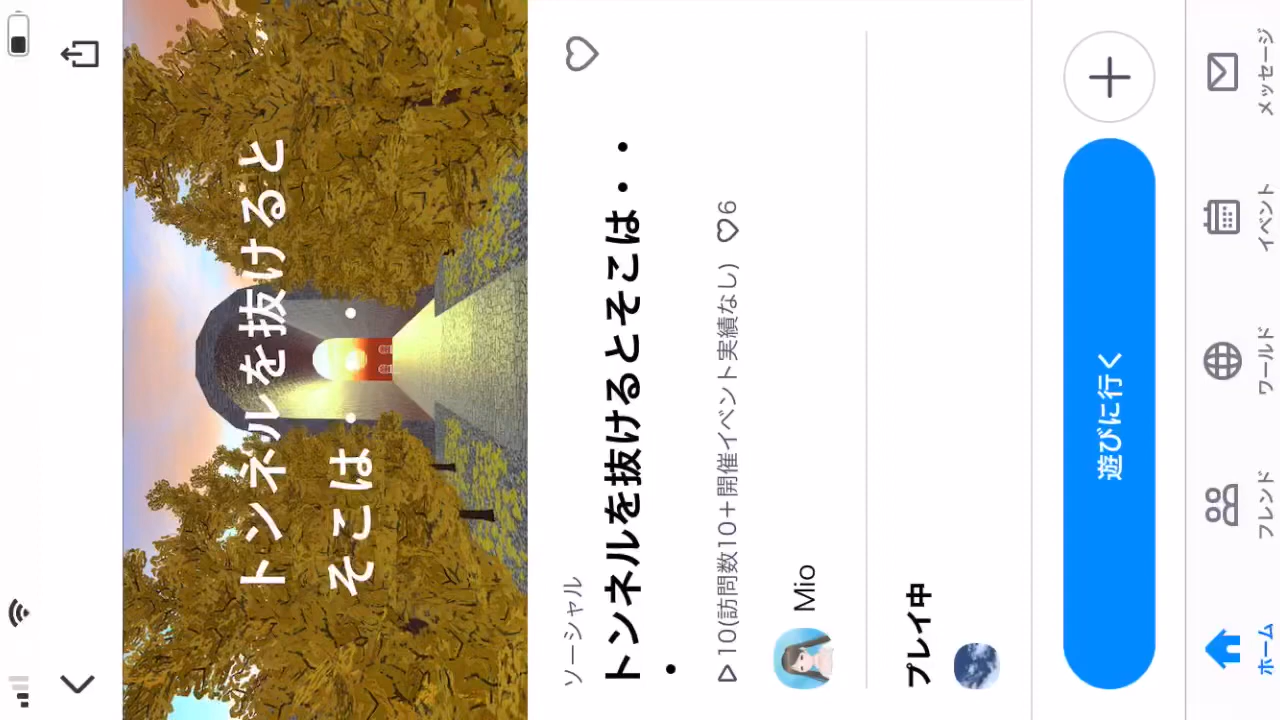 トンネルを抜けると
そこは・・・
ソーシャル
トンネルを抜けるとそこは・・
・
10(訪問数10+開催イベント実績なし) 6
Mio
プレイ中
遊びに行く
ホーム
フレンド
ワールド
イベント
メッセージ